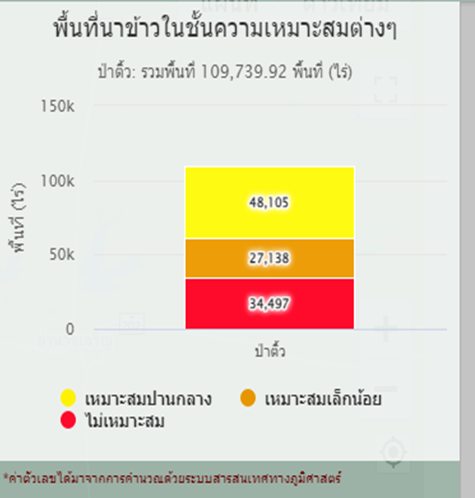 พื้นที่นาข้าวในชั้นความเหมาะสมต่างๆ
ป่าติ้ว: รวมพื้นที่ 109,739.92 พื้นที่ (ไร่)
150k
100k
50k
0
พื้นที่ (ไร่)
48,105
27,138
34,497
ป่าติ้ว
เหมาะสมปานกลาง เหมาะสมเล็กน้อย
ไม่เหมาะสม
*ค่าตัวเลขได้มาจากการคำนวณด้วยระบบสารสนเทศทางภูมิศาสตร์